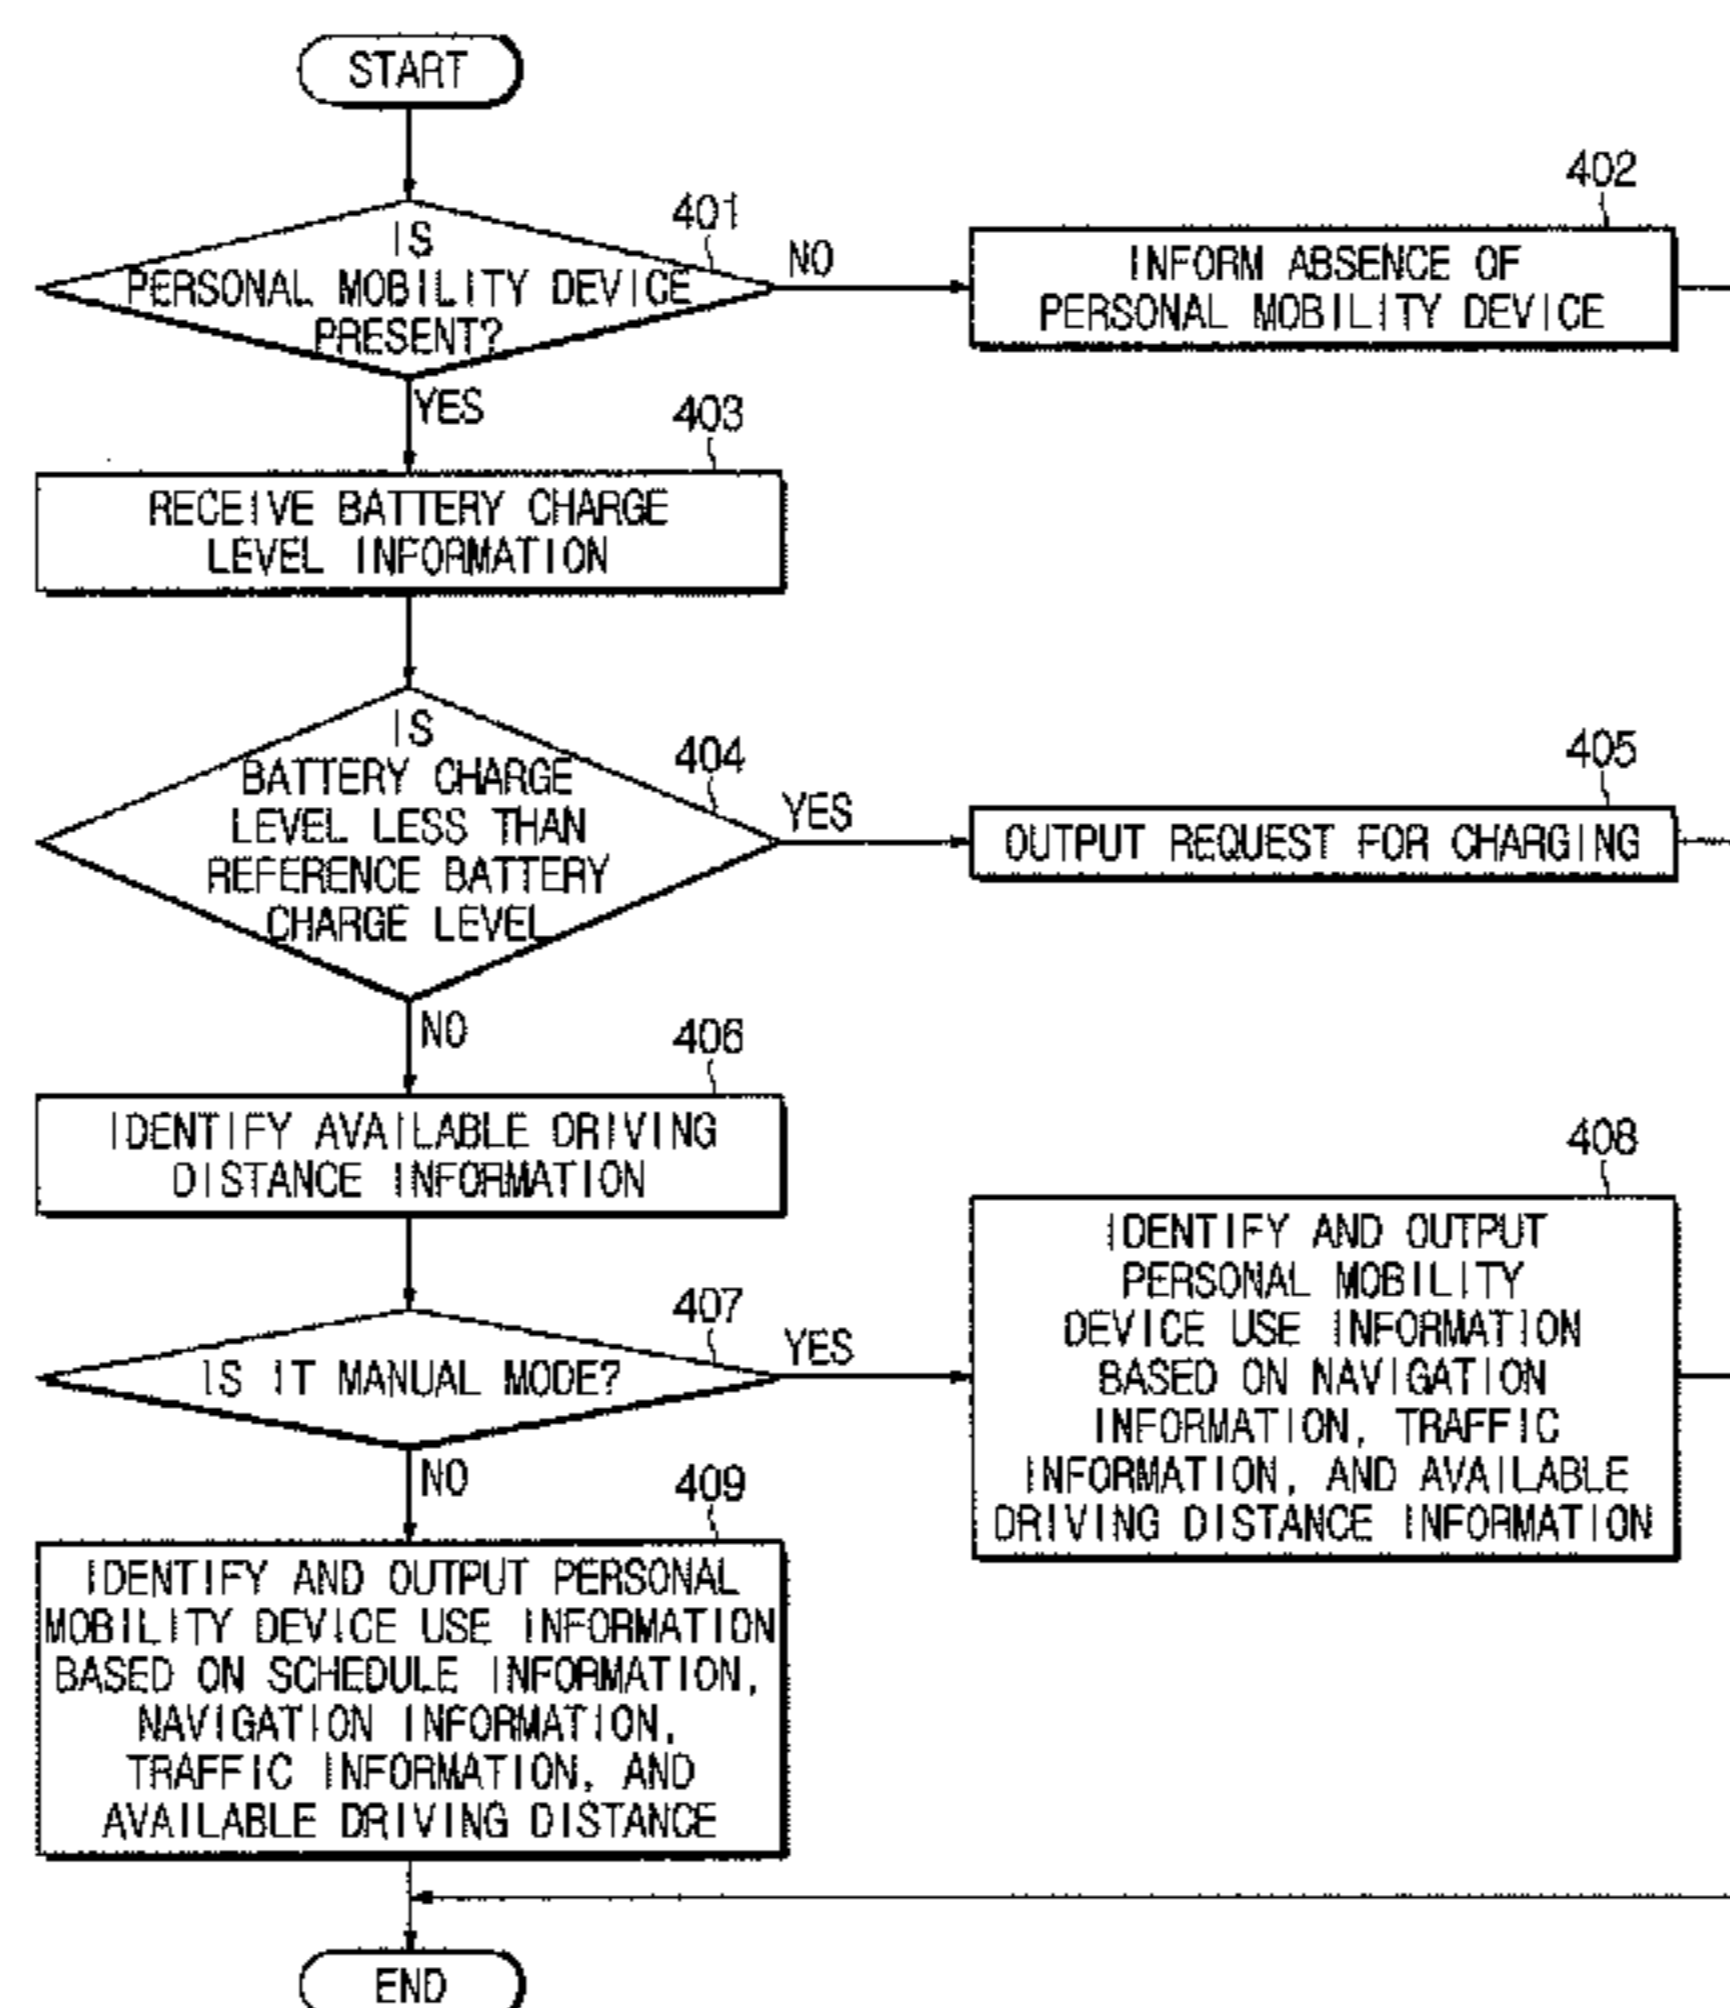 START
401
IS
PERSONAL MOBILITY DEVICE
PRESENT?
NO
402
INFORM ABSENCE OF
PERSONAL MOBILITY DEVICE
YES
403
RECEIVE BATTERY CHARGE
LEVEL INFORMATION
404
IS
BATTERY CHARGE
LEVEL LESS THAN
REFERENCE BATTERY
CHARGE LEVEL
YES
405
OUTPUT REQUEST FOR CHARGING
NO
406
IDENTIFY AVAILABLE DRIVING
DISTANCE INFORMATION
407
IS IT MANUAL MODE?
YES
408
IDENTIFY AND OUTPUT
PERSONAL MOBILITY
DEVICE USE INFORMATION
BASED ON NAVIGATION
INFORMATION, TRAFFIC
INFORMATION, AND AVAILABLE
DRIVING DISTANCE INFORMATION
NO
409
IDENTIFY AND OUTPUT PERSONAL
MOBILITY DEVICE USE INFORMATION
BASED ON SCHEDULE INFORMATION,
NAVIGATION INFORMATION,
TRAFFIC INFORMATION, AND
AVAILABLE DRIVING DISTANCE
END